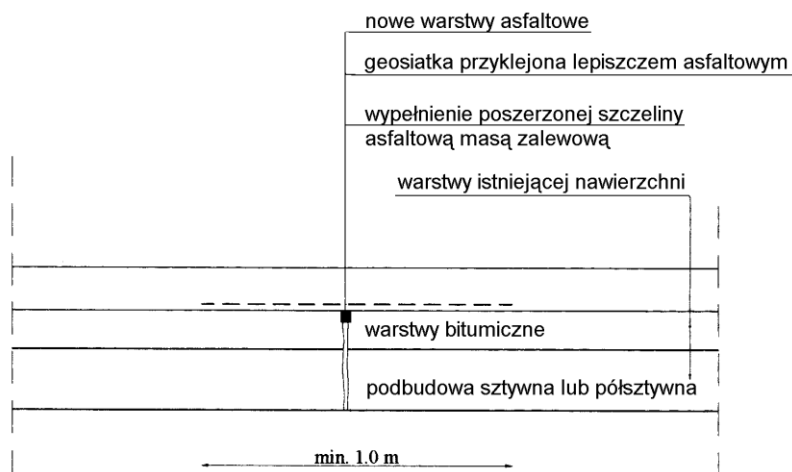 nowe warstwy asfaltowe
geosiatka przyklejona lepiszczem asfaltowym
wypełnienie poszerzonej szczeliny
asfaltową masą zalewową
warstwy istniejącej nawierzchni
warstwy bitumiczne
podbudowa sztywna lub półsztywna
min. 1.0 m